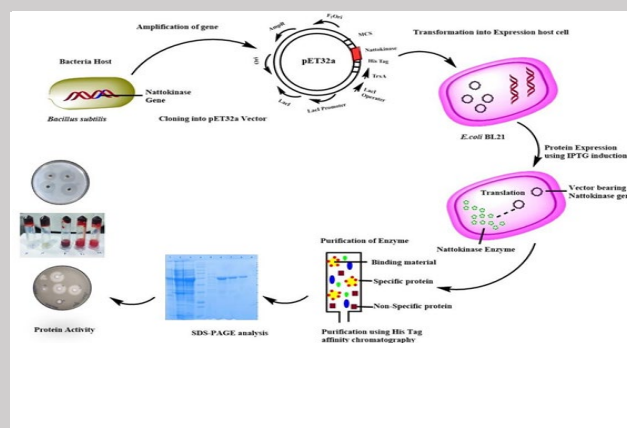 Amplification of gene
Bacteria Host
Nattokinase
Gene
Bacillus subtilis
Cloning into pET32a Vector
AmpR
F1Ori
MCS
Nattokinase
His Tag
TrxA
LacI
Operator
LacI Promoter
LacI
Ori
pET32a
Transformation into Expression host cell
E.coli BL21
Protein Expression
using IPTG induction
Translation
Vector bearing
Nattokinase gen
Nattokinase Enzyme
Purification of Enzyme
Binding material
Specific protein
Non-Specific protein
Purification using His Tag
affinity chromatography
SDS-PAGE analysis
Protein Activity